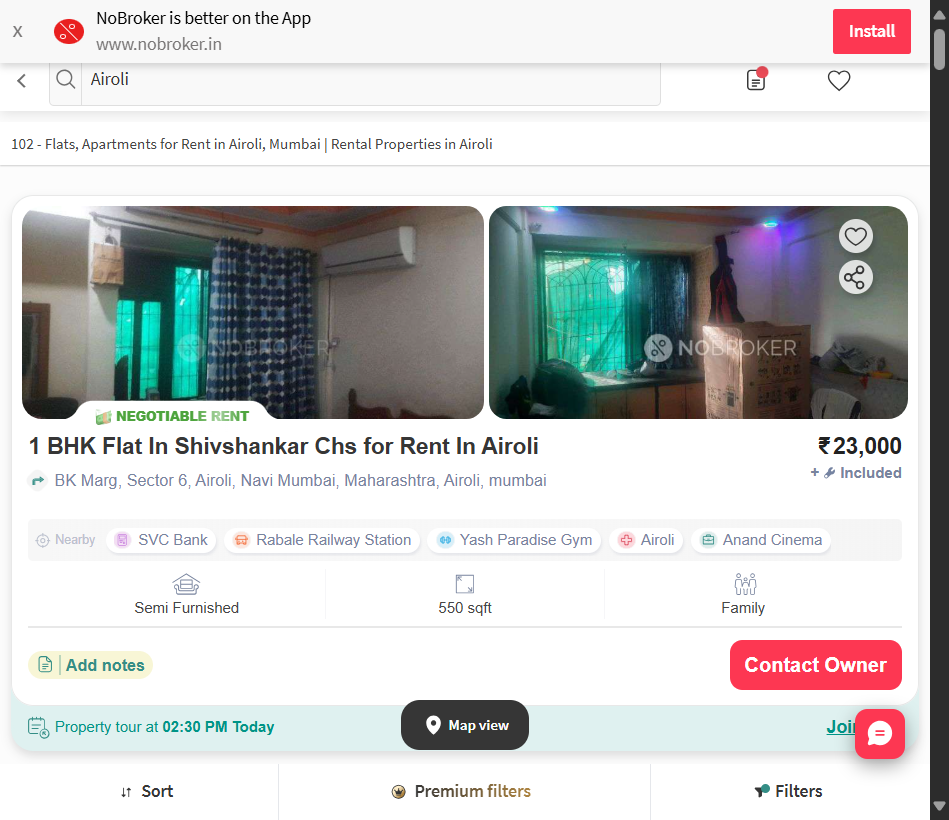 X
NoBroker is better on the App
www.nobroker.in
Install
Airoli
102 - Flats, Apartments for Rent in Airoli, Mumbai | Rental Properties in Airoli
NOBROKER
NOBROKER
NEGOTIABLE RENT
1 BHK Flat In Shivshankar Chs for Rent In Airoli
₹23,000
BK Marg, Sector 6, Airoli, Navi Mumbai, Maharashtra, Airoli, mumbai
+ Included
Nearby SVC Bank Rabale Railway Station Yash Paradise Gym Airoli Anand Cinema
Semi Furnished 550 sqft Family
Add notes
Contact Owner
Property tour at 02:30 PM Today
Map view
Join
Sort
Premium filters
Filters